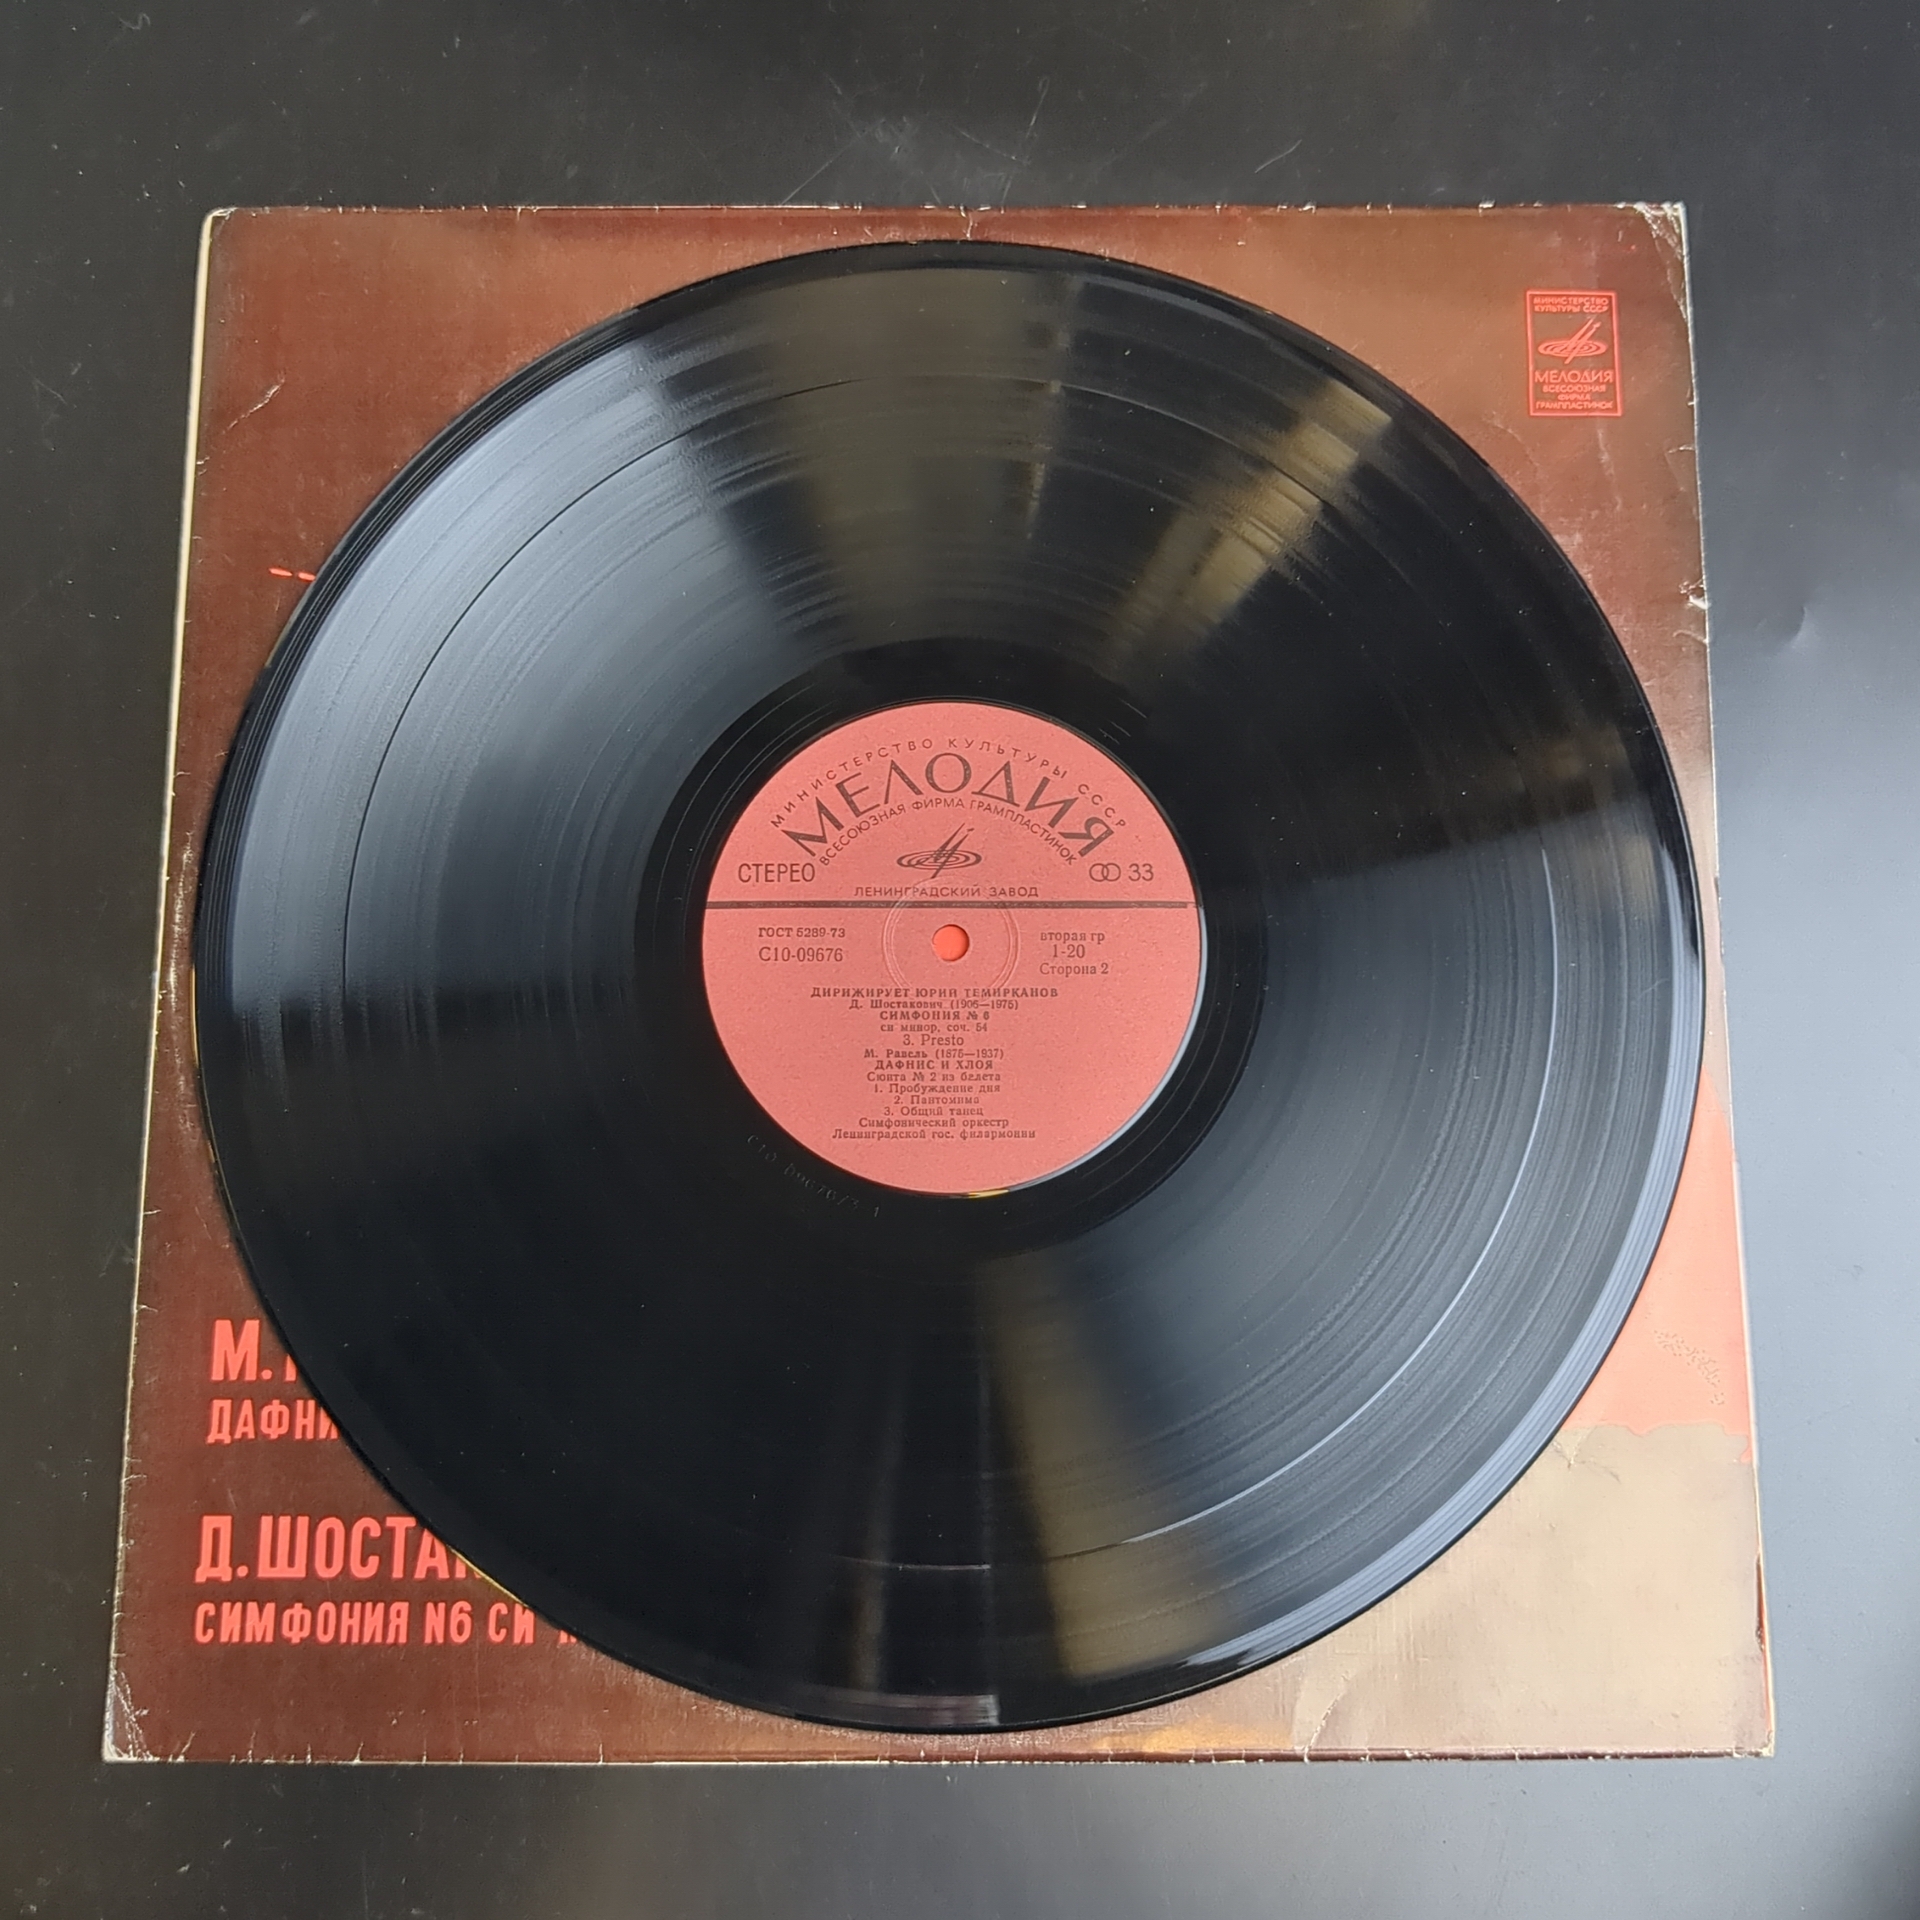 МИНИСТЕРСТВО
КУЛЬТУРЫ СССР
МЕЛОДИЯ
ВСЕСОЮЗНАЯ
ФИРМА
ГРАМПЛАСТИНОК
МИНИСТЕРСТВО КУЛЬТУРЫ СССР
МЕЛОДИЯ
ВСЕСОЮЗНАЯ ФИРМА ГРАМПЛАСТИНОК
СТЕРЕО
33
ЛЕНИНГРАДСКИЙ ЗАВОД
ГОСТ 5289-73
С10-09676
вторая гр
1-20
Сторона 2
ДИРИЖИРУЕТ ЮРИЙ ТЕМИРКАНОВ
Д. Шостакович (1906—1975)
СИМФОНИЯ № 6
си минор, соч. 54
3. Presto
М. Равель (1875—1937)
ДАФНИС И ХЛОЯ
Сюита № 2 из балета
1. Пробуждение дня
2. Пантомима
3. Общий танец
Симфонический оркестр
Ленинградской гос. филармонии
М.
ДАФНИ
Д. ШОСТА
СИМФОНИЯ N6 СИ